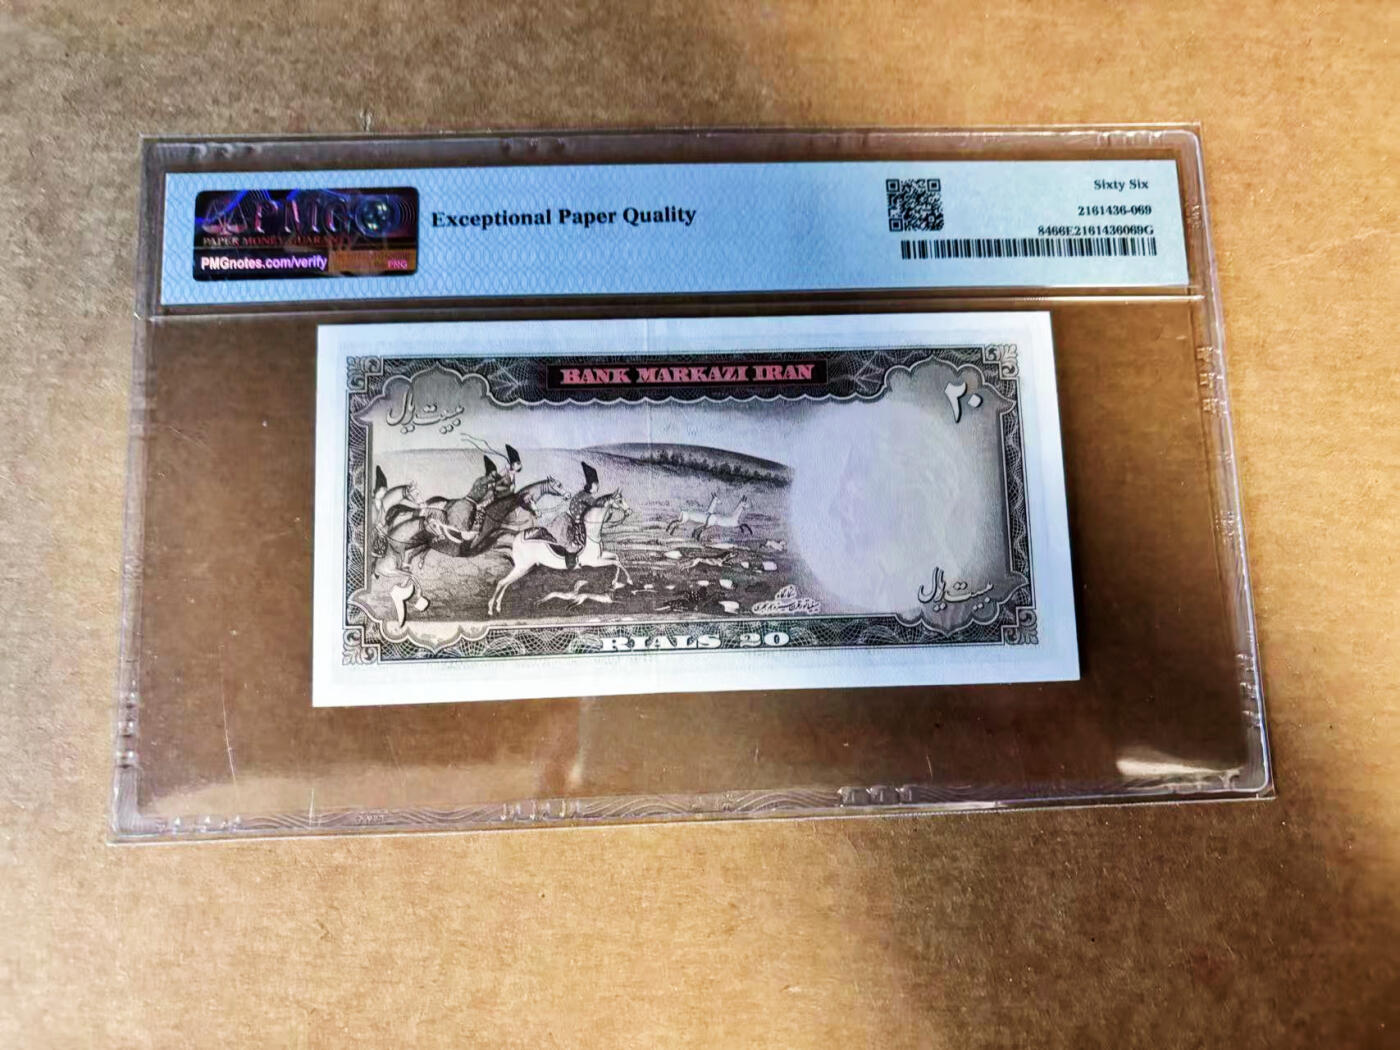 PMG
PAPER MONEY GUARANTY
PMGnotes.com/verify
PMG
Exceptional Paper Quality
Sixty Six
2161436-069
8466E2161436069G
BANK MARKAZI IRAN
بیست ریال
۲۰
۲۰
بیست ریال
RIALS 20